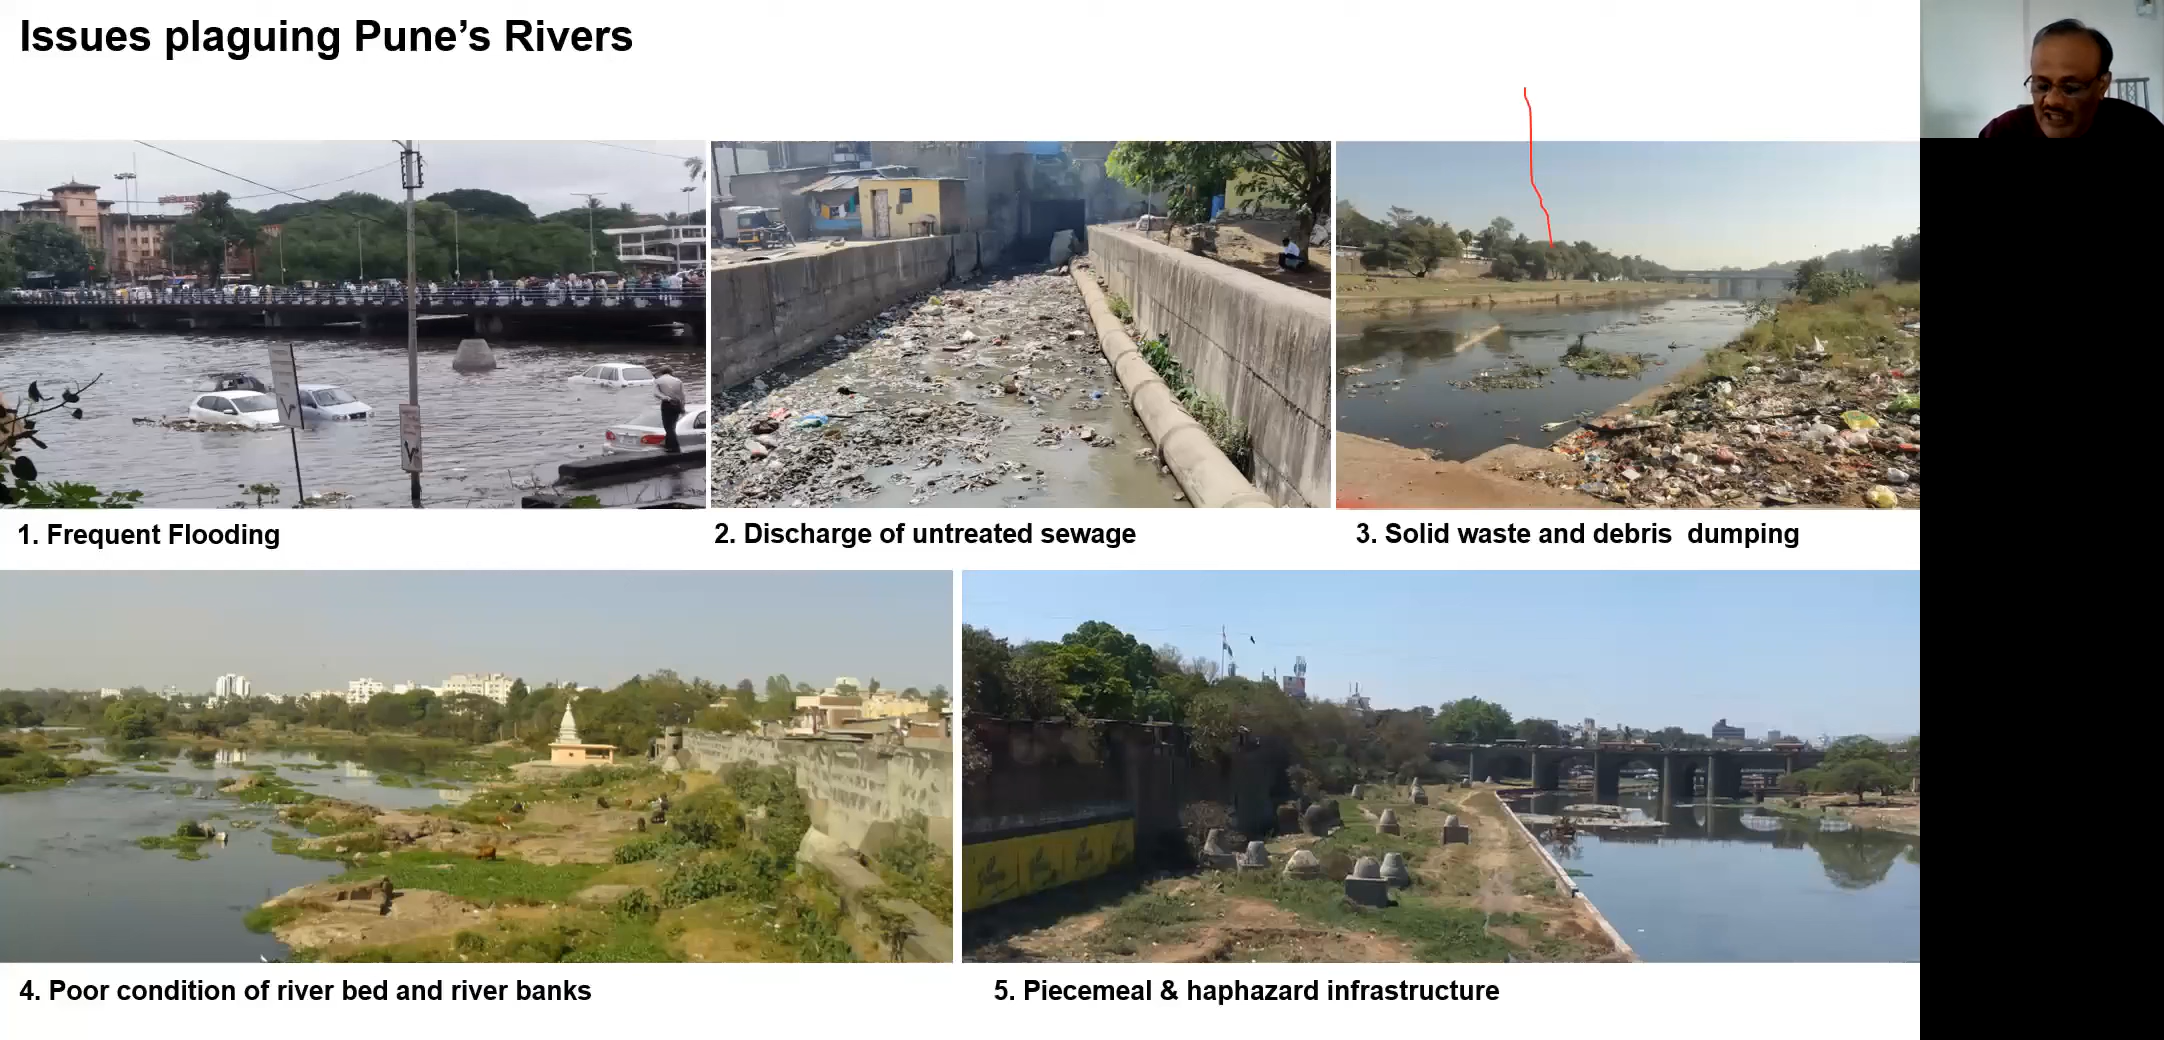 Issues plaguing Pune's Rivers
1. Frequent Flooding
2. Discharge of untreated sewage
3. Solid waste and debris  dumping
4. Poor condition of river bed and river banks
5. Piecemeal & haphazard infrastructure